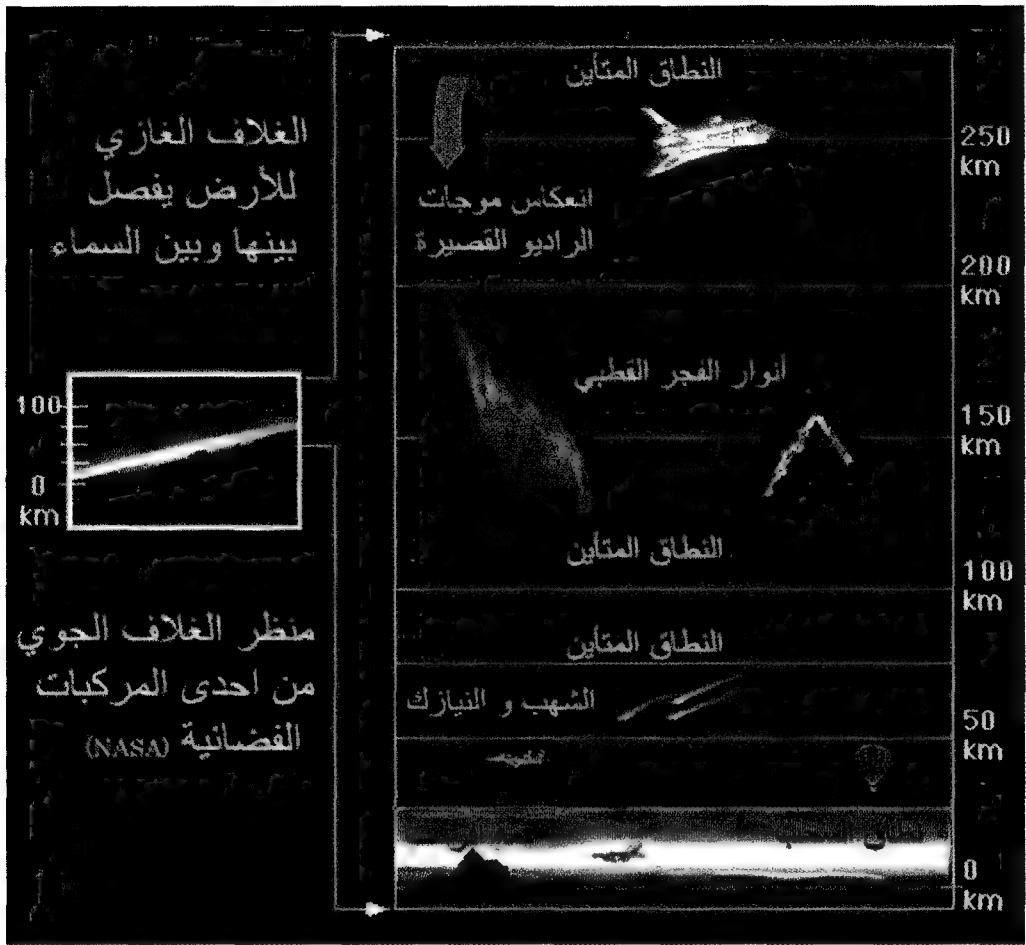 النطاق المتأين
الغلاف الغازي
للأرض يفصل
بينها وبين السماء
250
km
انعكاس موجات
الراديو القصيرة
200
km
أنوار الفجر القطبي
100
0
km
150
km
النطاق المتأين
100
km
منظر الغلاف الجوي
من احدى المركبات
الفضائية (NASA)
النطاق المتأين
الشهب و النيازك
50
km
0
km